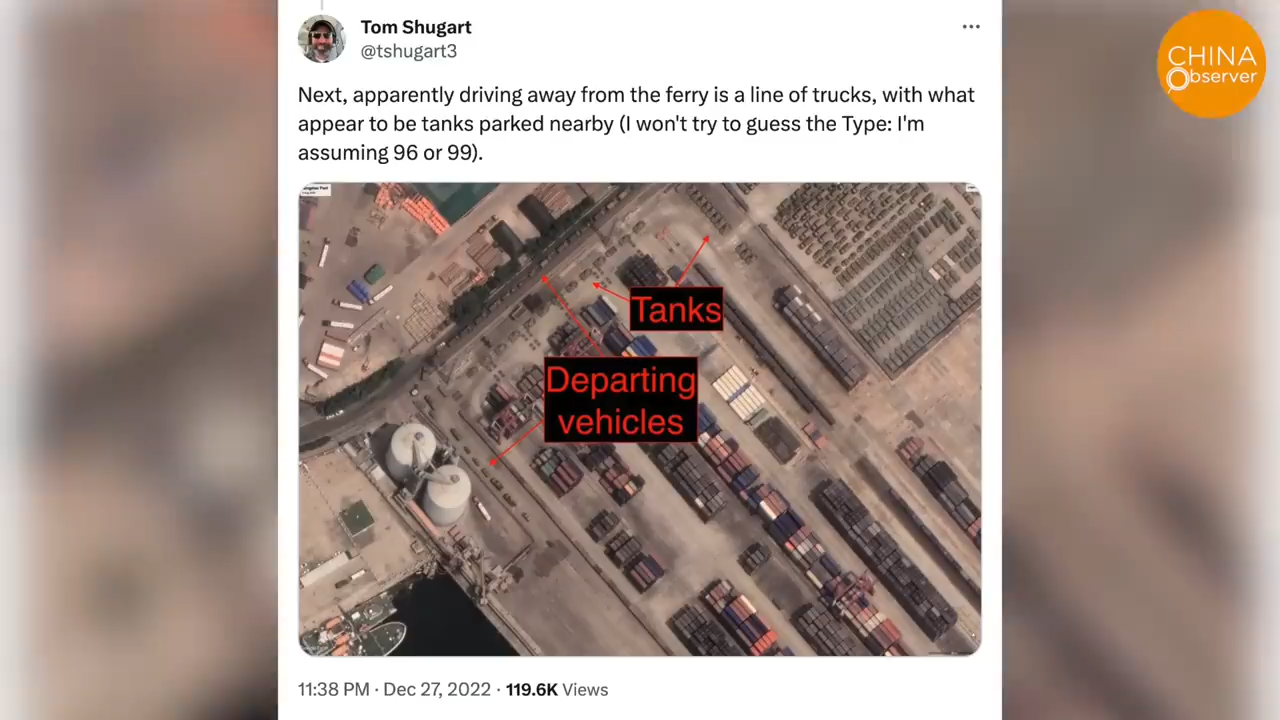 Tom Shugart
@tshugart3
CHINA
Observer
Next, apparently driving away from the ferry is a line of trucks, with what
appear to be tanks parked nearby (I won't try to guess the Type: I'm
assuming 96 or 99).
Tanks
Departing
vehicles
11:38 PM · Dec 27, 2022 · 119.6K Views